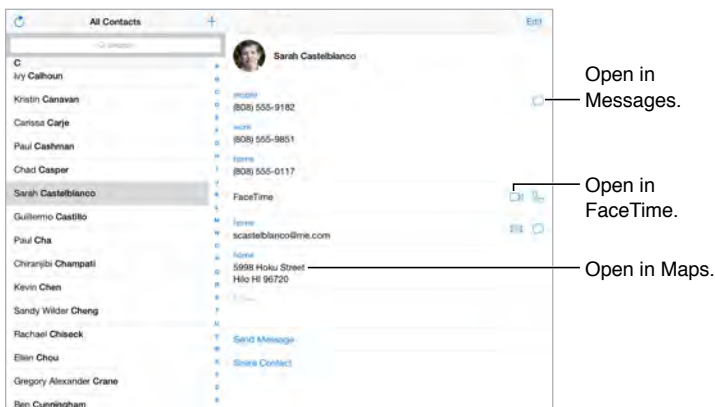 All Contacts
+
Edit
C
Ivy Calhoun
Kristin Canavan
Carissa Carje
Paul Cashman
Chad Casper
Sarah Castelblanco
Guillermo Castillo
Paul Cha
Chiranjibi Champati
Kevin Chen
Sandy Wilder Cheng
Rachael Chiseck
Ellen Chou
Gregory Alexander Crane
Ben Cunningham
Sarah Castelblanco
mobile
(808) 555-9182
work
(808) 555-9851
home
(808) 555-0117
FaceTime
home
scastelblanco@me.com
home
5998 Hoku Street
Hilo HI 96720
Send Message
Share Contact
Open in
Messages.
Open in
FaceTime.
Open in Maps.